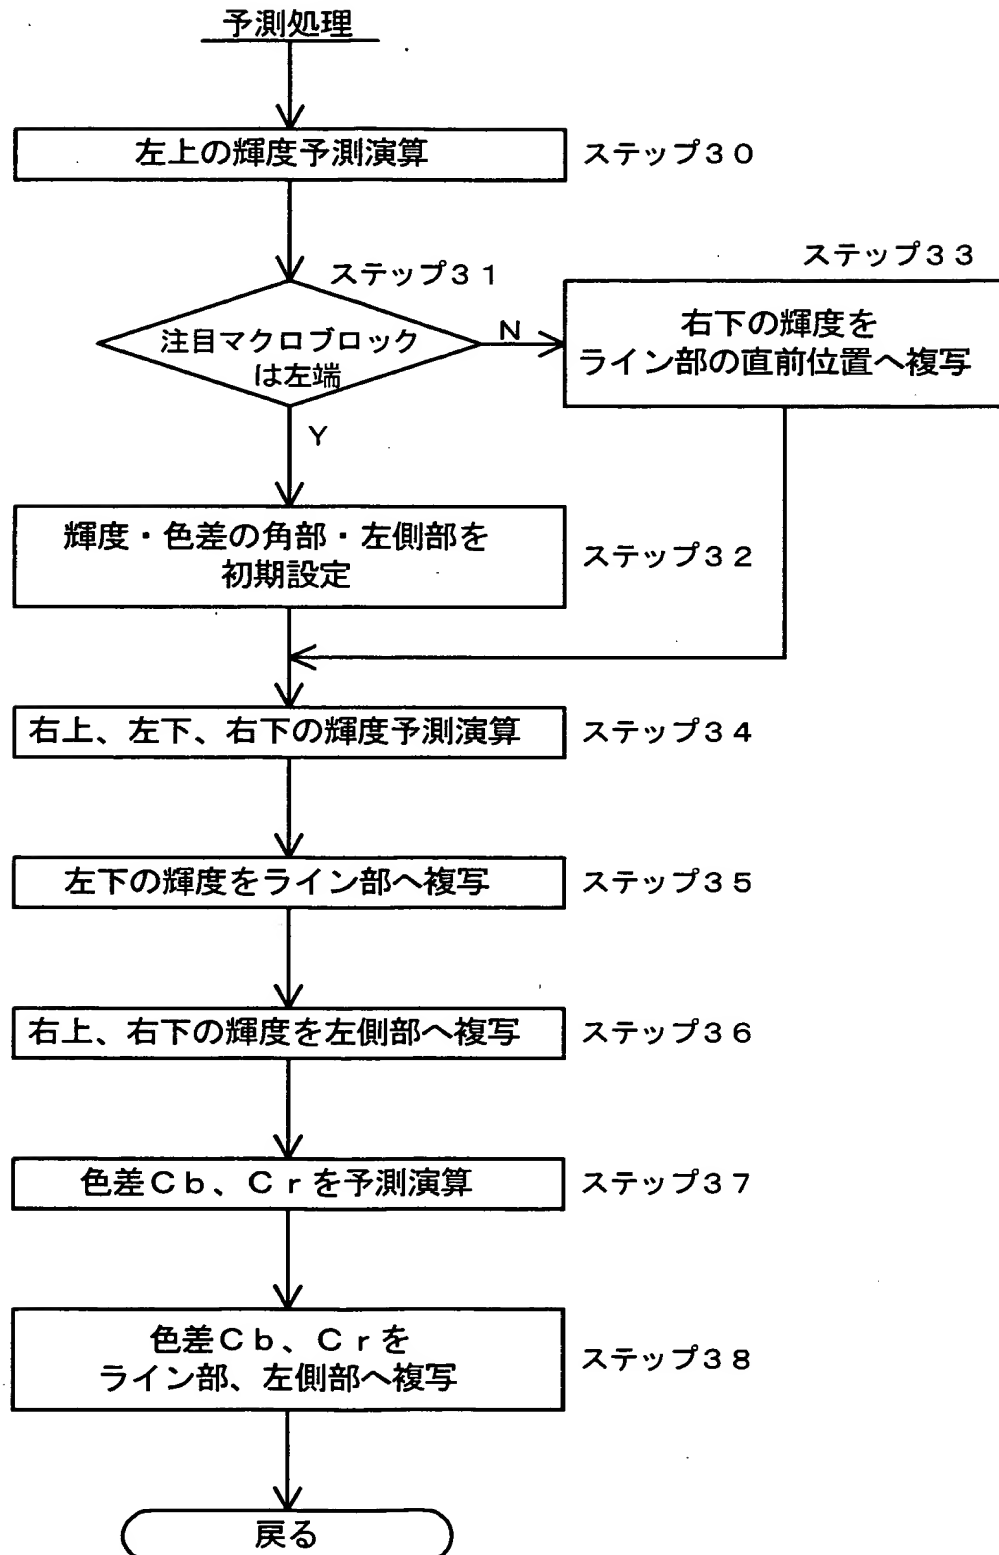 予測処理
左上の輝度予測演算
ステップ30
ステップ31
ステップ33
注目マクロブロック
は左端
N
右下の輝度を
ライン部の直前位置へ複写
Y
輝度・色差の角部・左側部を
初期設定
ステップ32
右上、左下、右下の輝度予測演算
ステップ34
左下の輝度をライン部へ複写
ステップ35
右上、右下の輝度を左側部へ複写
ステップ36
色差Cb、Crを予測演算
ステップ37
色差Cb、Crを
ライン部、左側部へ複写
ステップ38
戻る